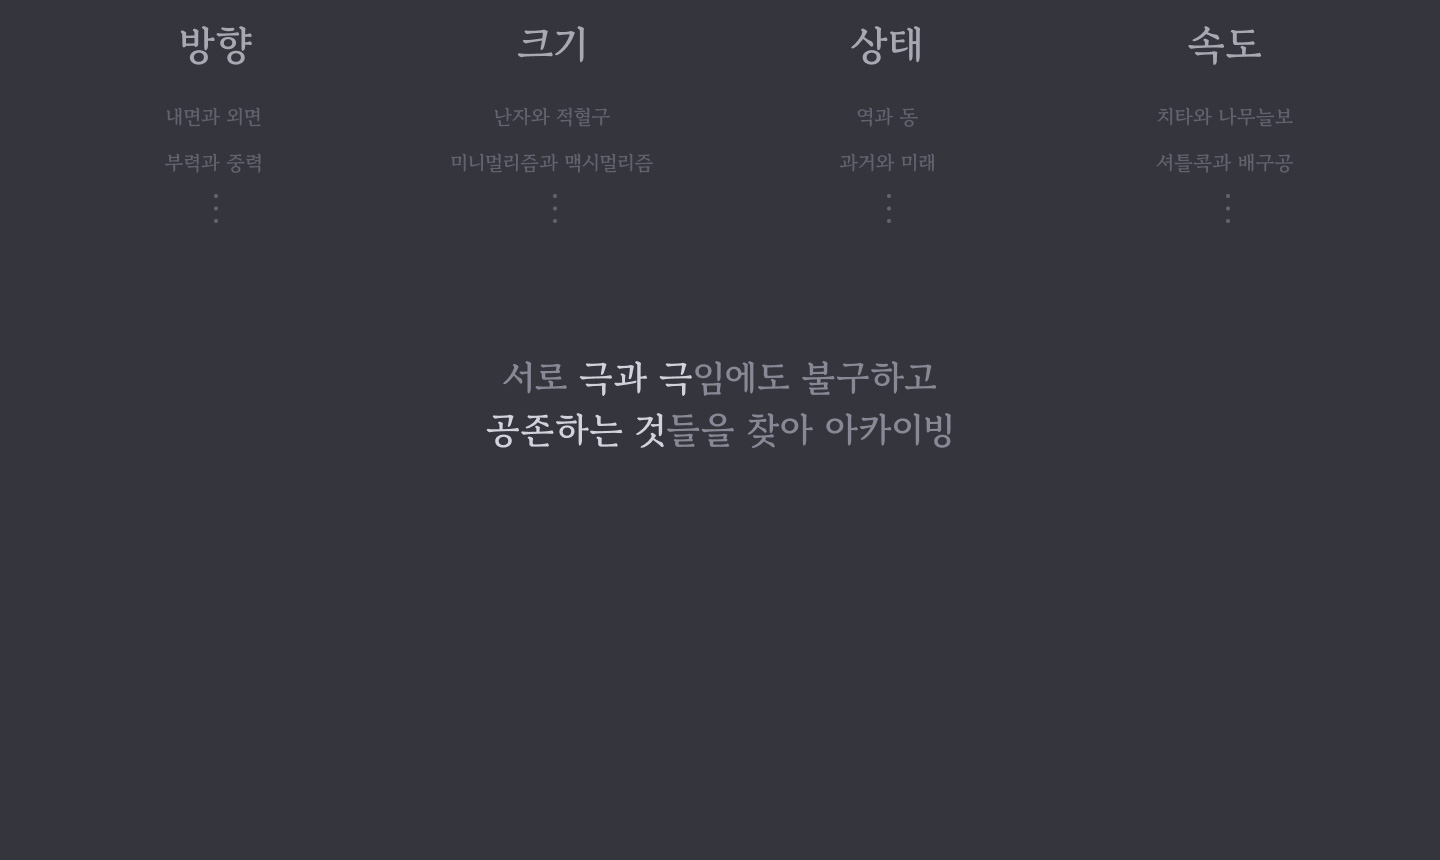 방향 크기 상태 속도
내면과 외면 난자와 적혈구 역과 동 치타와 나무늘보
부력과 중력 미니멀리즘과 맥시멀리즘 과거와 미래 셔틀콕과 배구공
서로 극과 극임에도 불구하고
공존하는 것들을 찾아 아카이빙